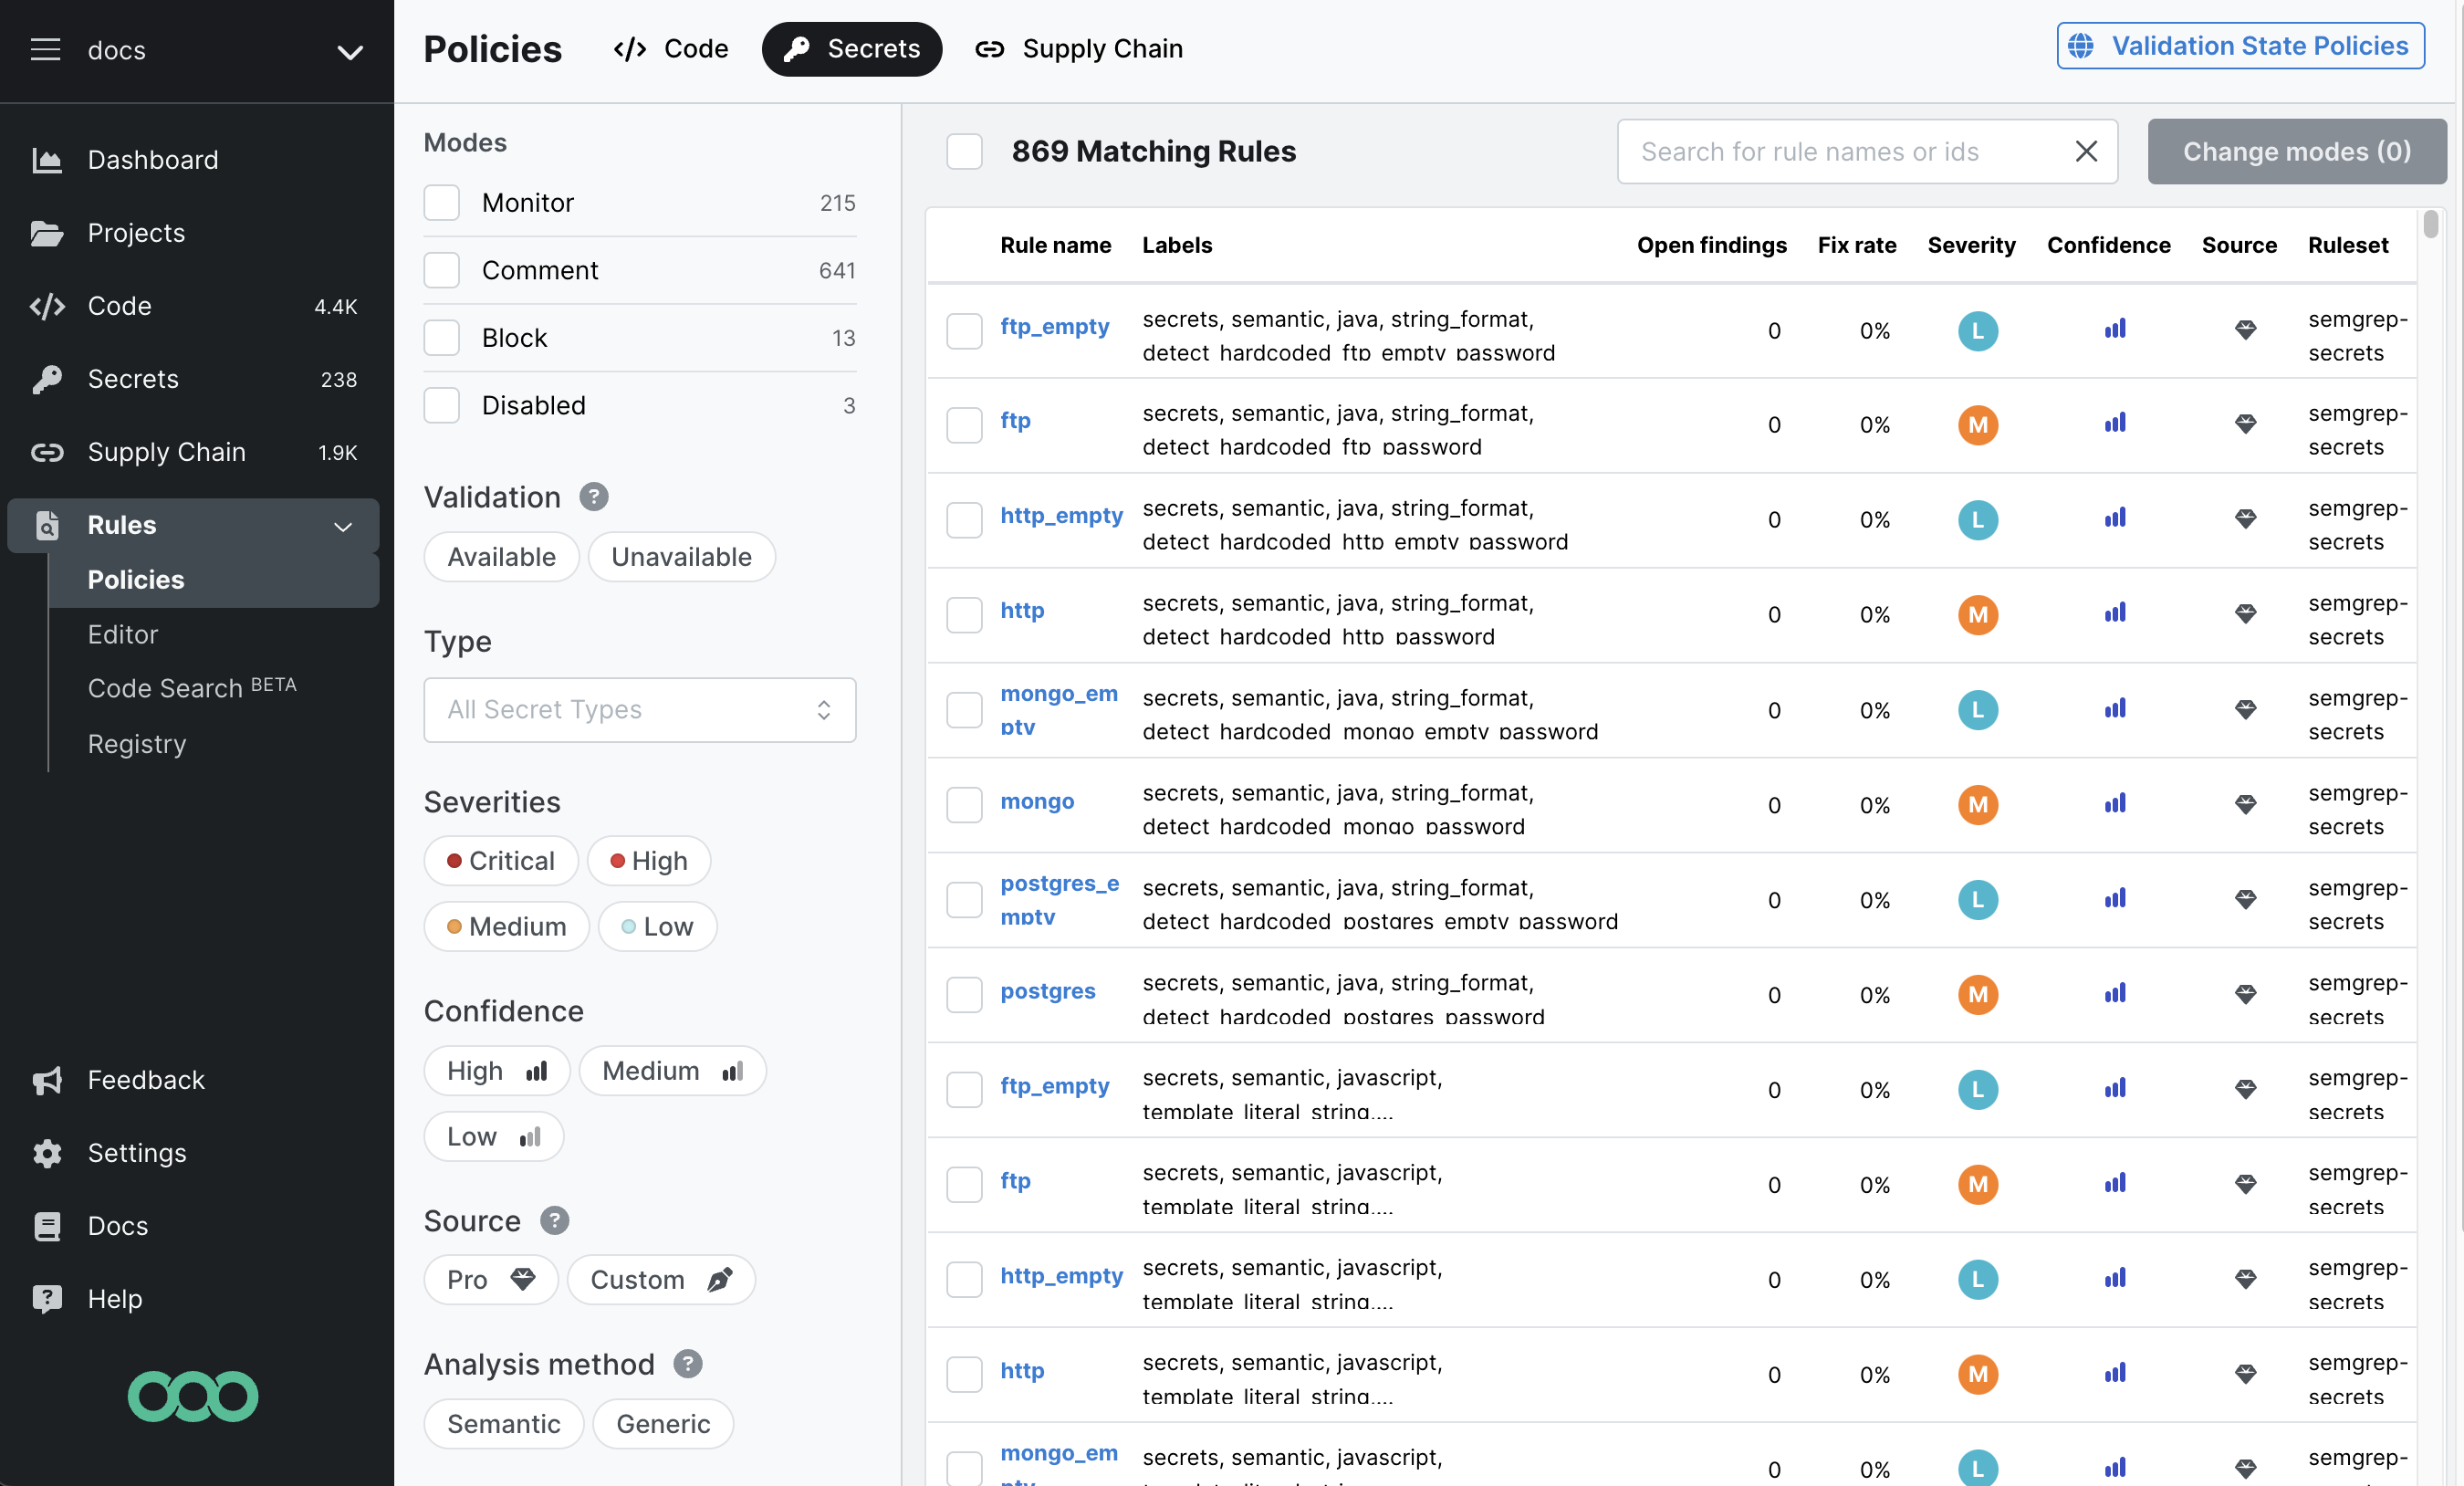 docs
Dashboard
Projects
Code 4.4K
Secrets 238
Supply Chain 1.9K
Rules
Policies
Editor
Code Search BETA
Registry
Feedback
Settings
Docs
Help
Policies Code Secrets Supply Chain Validation State Policies
Modes
Monitor 215
Comment 641
Block 13
Disabled 3
Validation ?
Available Unavailable
Type
All Secret Types
Severities
Critical High
Medium Low
Confidence
High Medium
Low
Source ?
Pro Custom
Analysis method ?
Semantic Generic
869 Matching Rules Search for rule names or ids Change modes (0)
Rule name Labels Open findings Fix rate Severity Confidence Source Ruleset
ftp_empty secrets, semantic, java, string_format, 0 0% L semgrep-
detect_hardcoded_ftp_empty_password secrets
ftp secrets, semantic, java, string_format, 0 0% M semgrep-
detect_hardcoded_ftp_password secrets
http_empty secrets, semantic, java, string_format, 0 0% L semgrep-
detect_hardcoded_http_empty_password secrets
http secrets, semantic, java, string_format, 0 0% M semgrep-
detect_hardcoded_http_password secrets
mongo_em secrets, semantic, java, string_format, 0 0% L semgrep-
pty detect_hardcoded_mongo_empty_password secrets
mongo secrets, semantic, java, string_format, 0 0% M semgrep-
detect_hardcoded_mongo_password secrets
postgres_e secrets, semantic, java, string_format, 0 0% L semgrep-
mpty detect_hardcoded_postgres_empty_password secrets
postgres secrets, semantic, java, string_format, 0 0% M semgrep-
detect_hardcoded_postgres_password secrets
ftp_empty secrets, semantic, javascript, 0 0% L semgrep-
template_literal_string.... secrets
ftp secrets, semantic, javascript, 0 0% M semgrep-
template_literal_string.... secrets
http_empty secrets, semantic, javascript, 0 0% L semgrep-
template_literal_string.... secrets
http secrets, semantic, javascript, 0 0% M semgrep-
template_literal_string.... secrets
mongo_em secrets, semantic, javascript, 0 0% L semgrep-